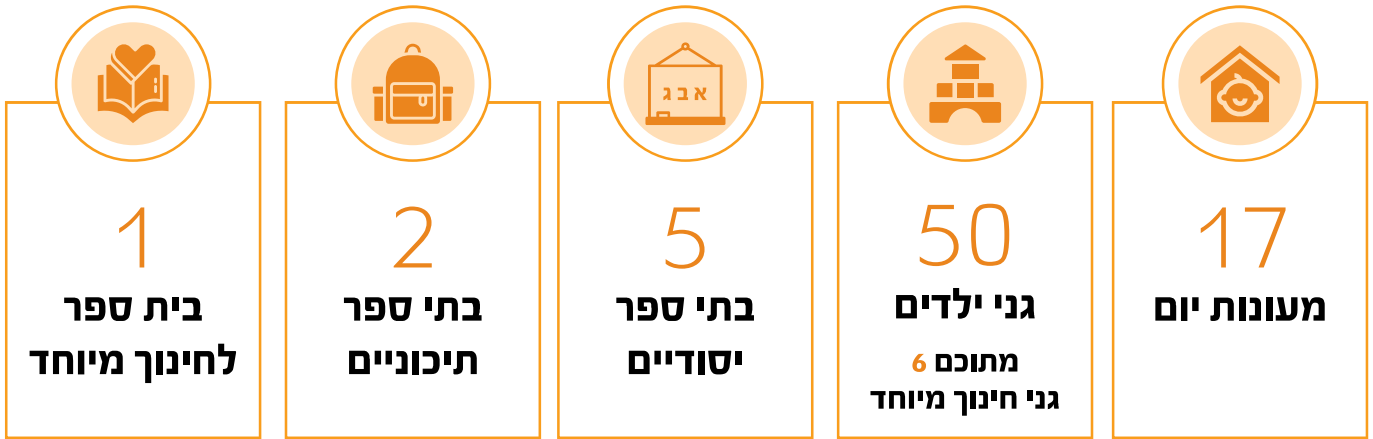 17
מעונות יום
50
גני ילדים
מתוכם 6
גני חינוך מיוחד
אבג
5
בתי ספר
יסודיים
2
בתי ספר
תיכוניים
1
בית ספר
לחינוך מיוחד